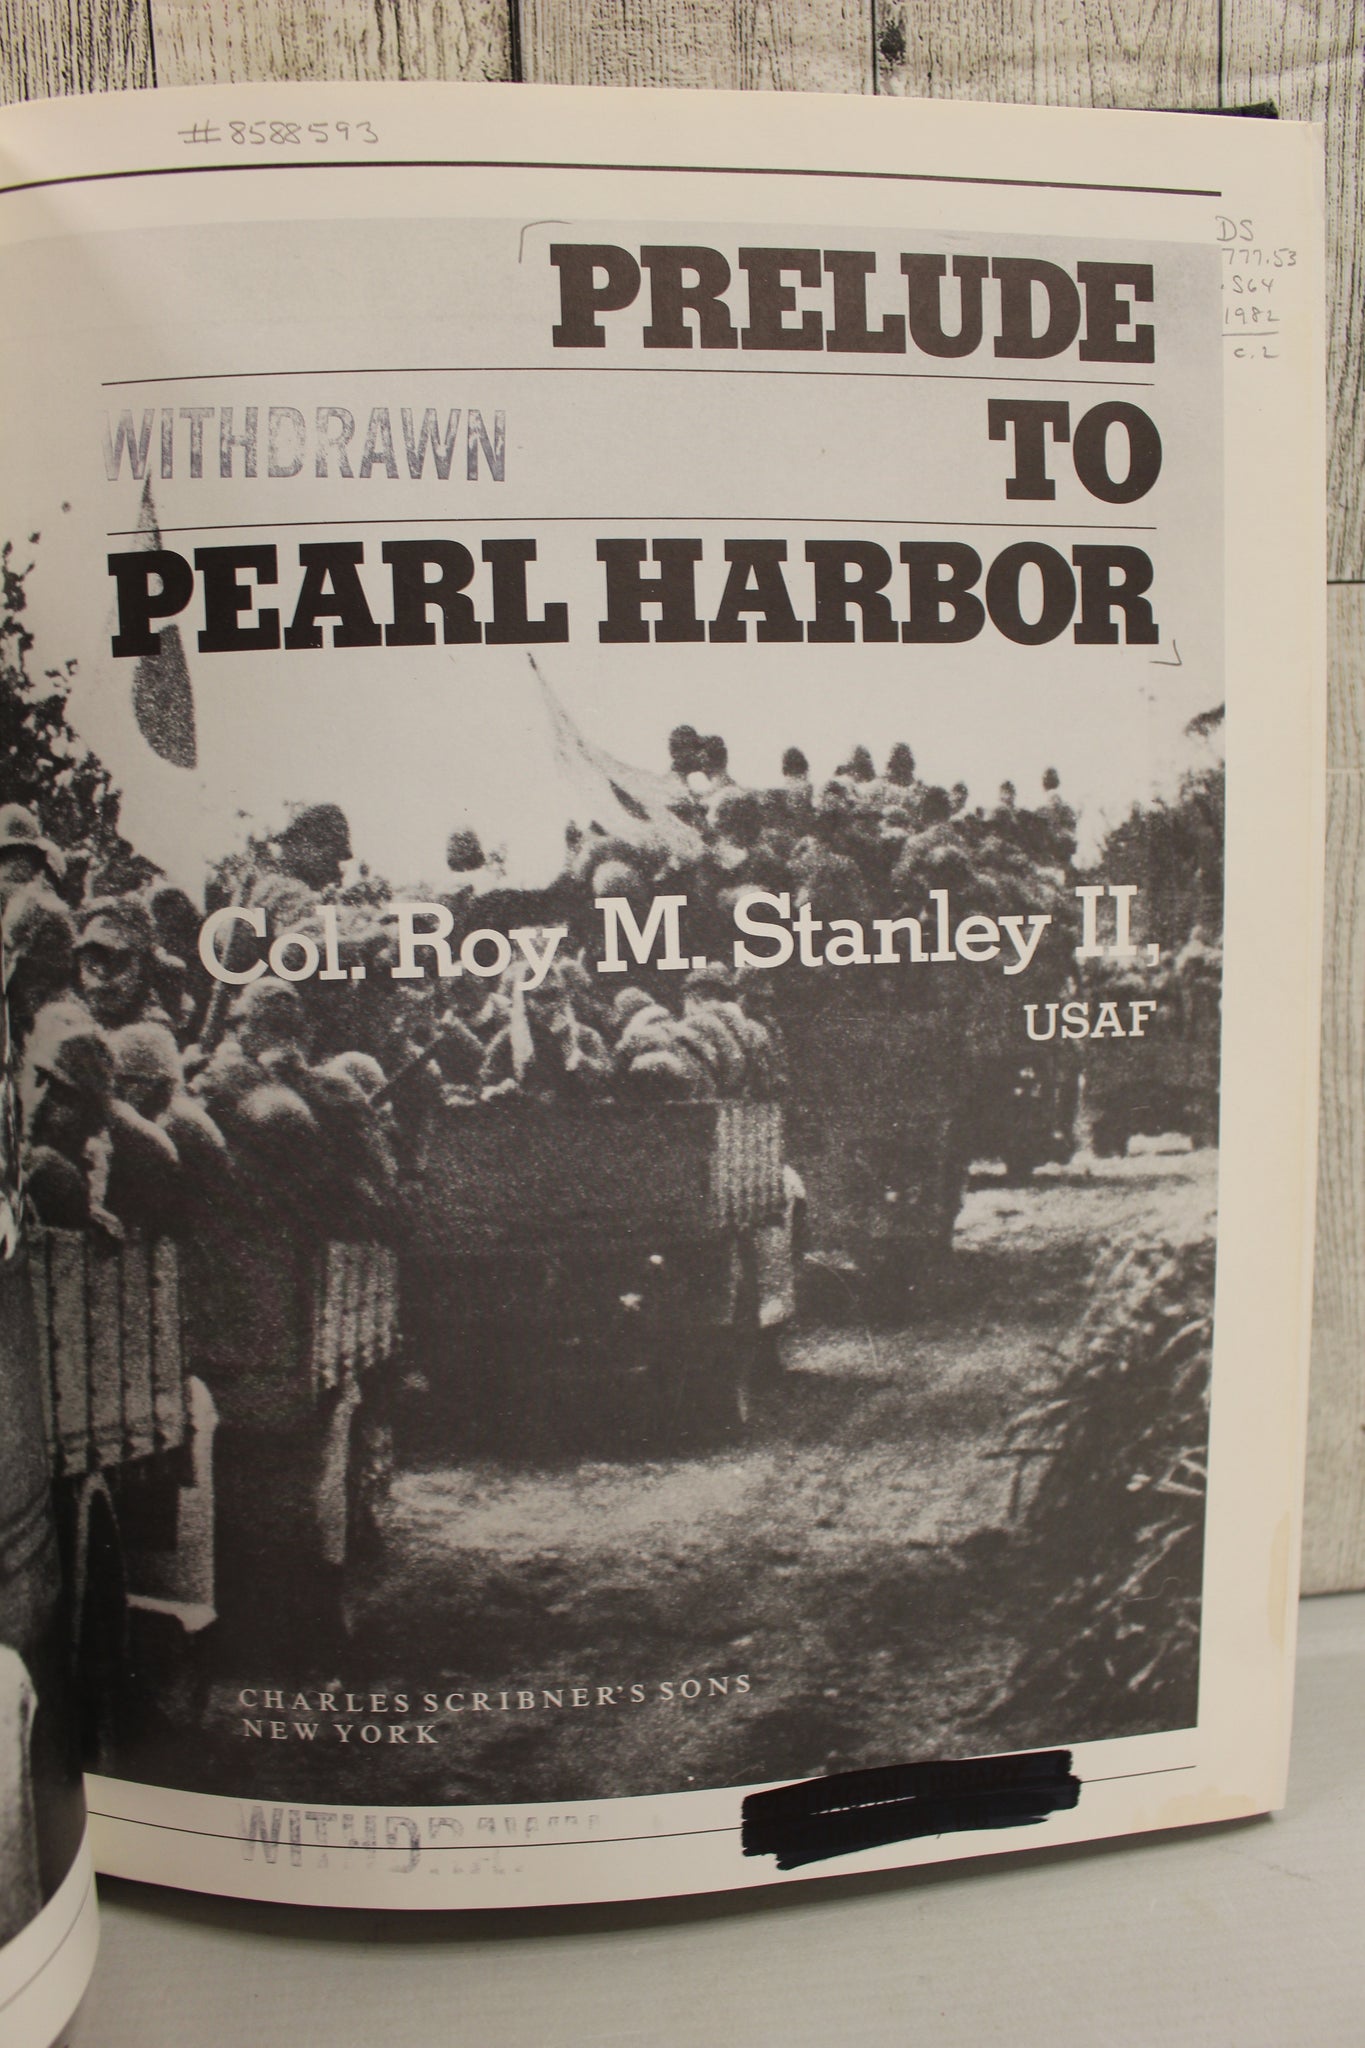 #8588593
DS
777.53
.S64
1982
c.2
PRELUDE
WITHDRAWN
TO
PEARL HARBOR
Col. Roy M. Stanley II,
USAF
CHARLES SCRIBNER'S SONS
NEW YORK
WITHDRAWN